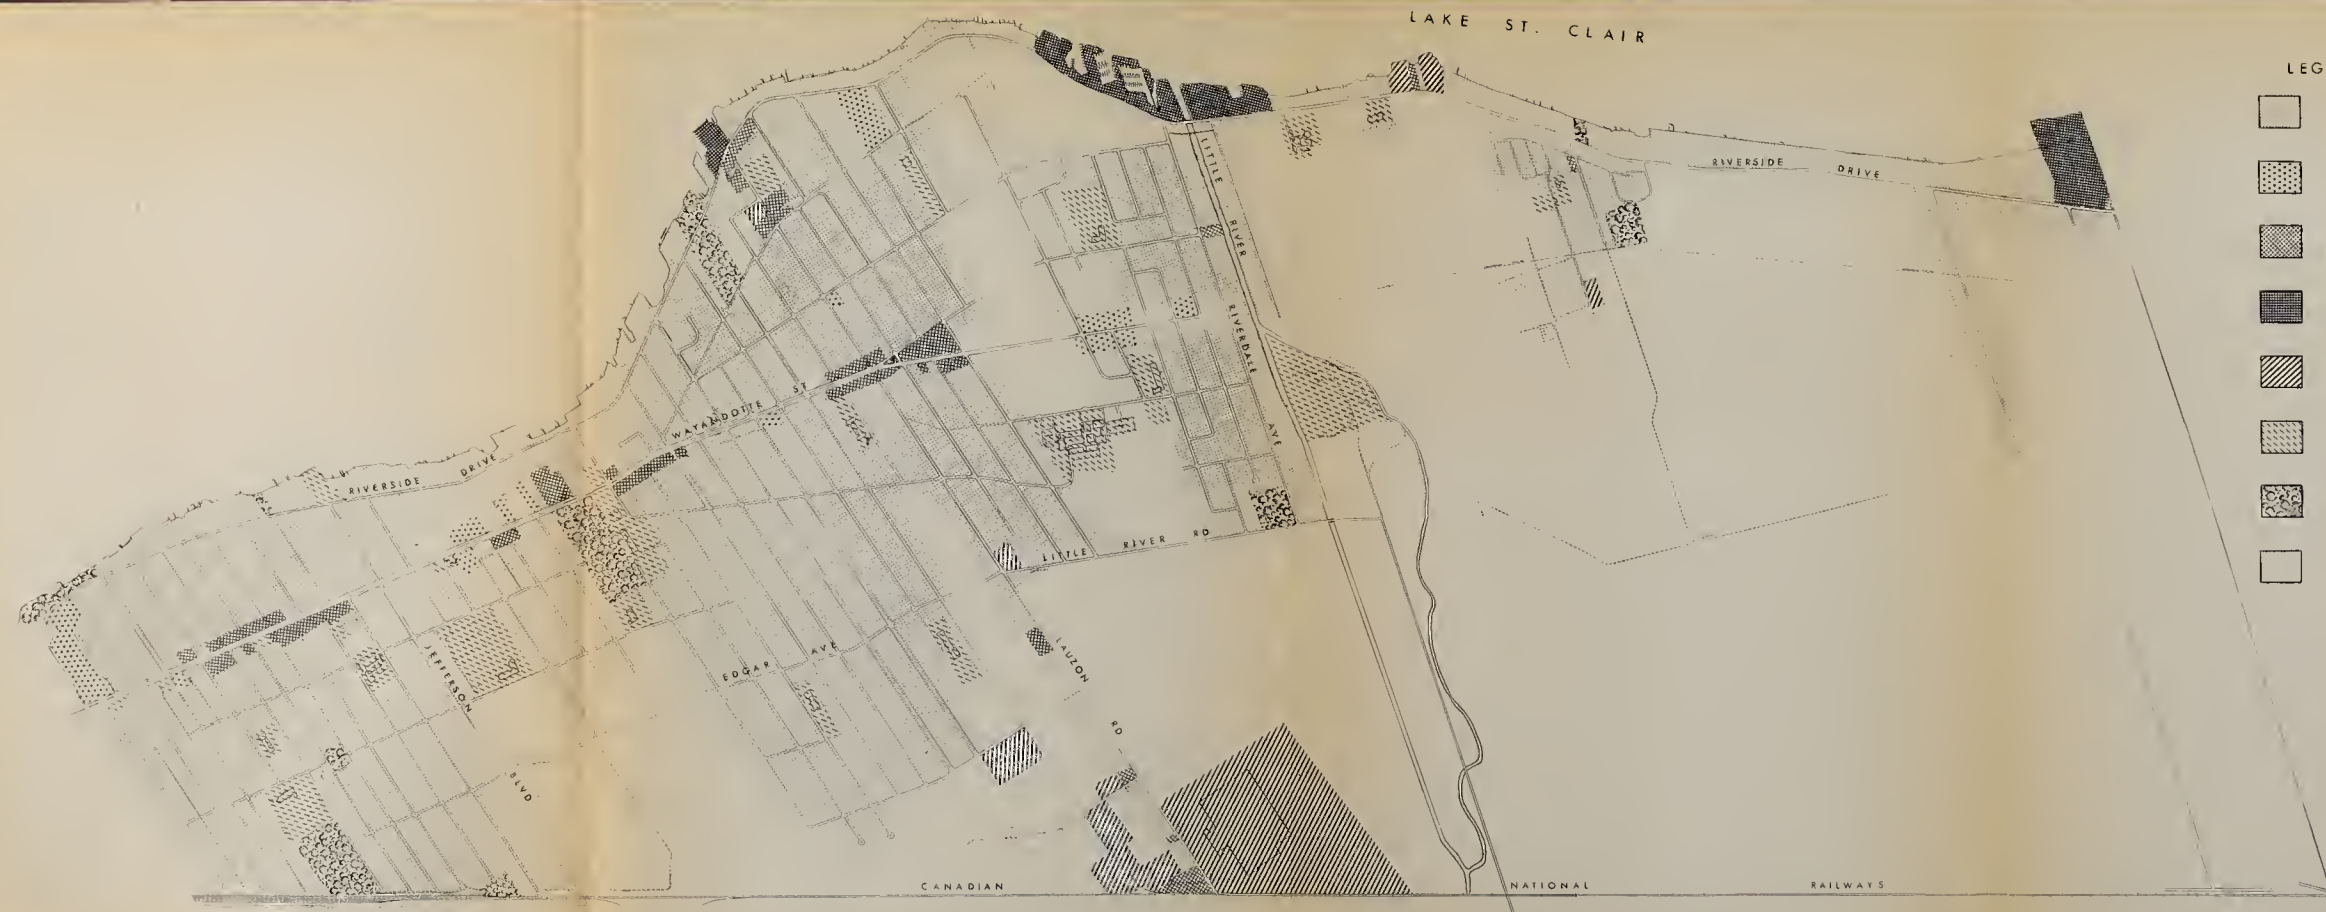 LAKE ST. CLAIR
LEG
RIVERSIDE DRIVE
LITTLE RIVER
RIVERDALE AVE
WYANDOTTE ST
RIVERSIDE DRIVE
LITTLE RIVER RD
EDGAR AVE
LAUZON RD
JEFFERSON BLVD
CANADIAN NATIONAL RAILWAYS